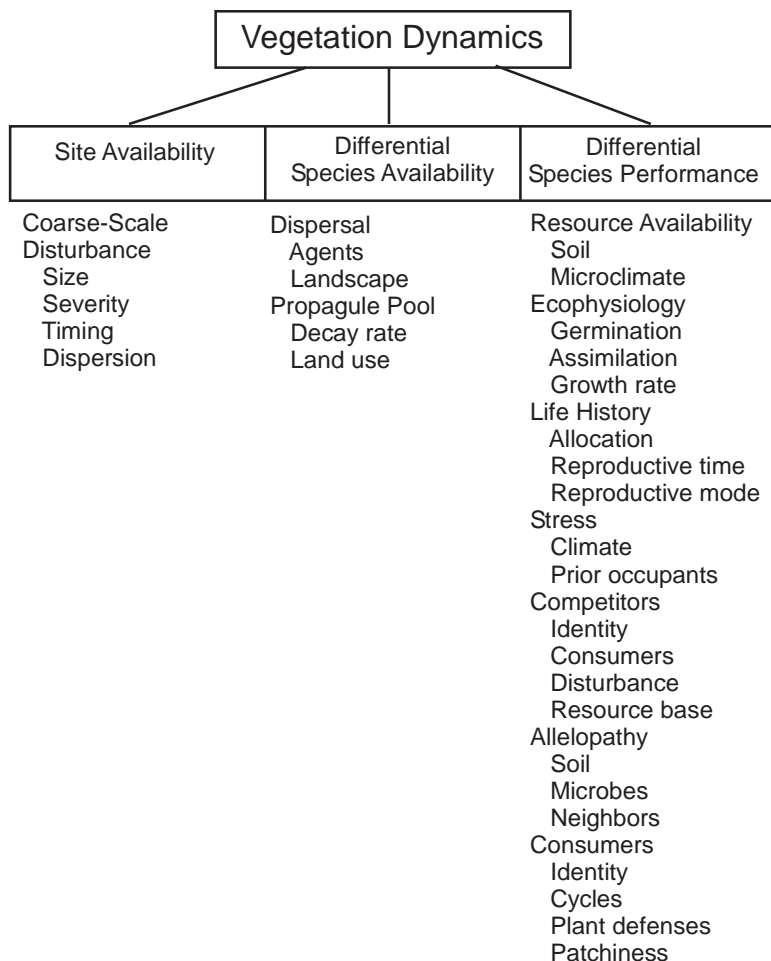 Vegetation Dynamics
Site Availability
Differential
Species Availability
Differential
Species Performance
Coarse-Scale
Disturbance
Size
Severity
Timing
Dispersion
Dispersal
Agents
Landscape
Propagule Pool
Decay rate
Land use
Resource Availability
Soil
Microclimate
Ecophysiology
Germination
Assimilation
Growth rate
Life History
Allocation
Reproductive time
Reproductive mode
Stress
Climate
Prior occupants
Competitors
Identity
Consumers
Disturbance
Resource base
Allelopathy
Soil
Microbes
Neighbors
Consumers
Identity
Cycles
Plant defenses
Patchiness